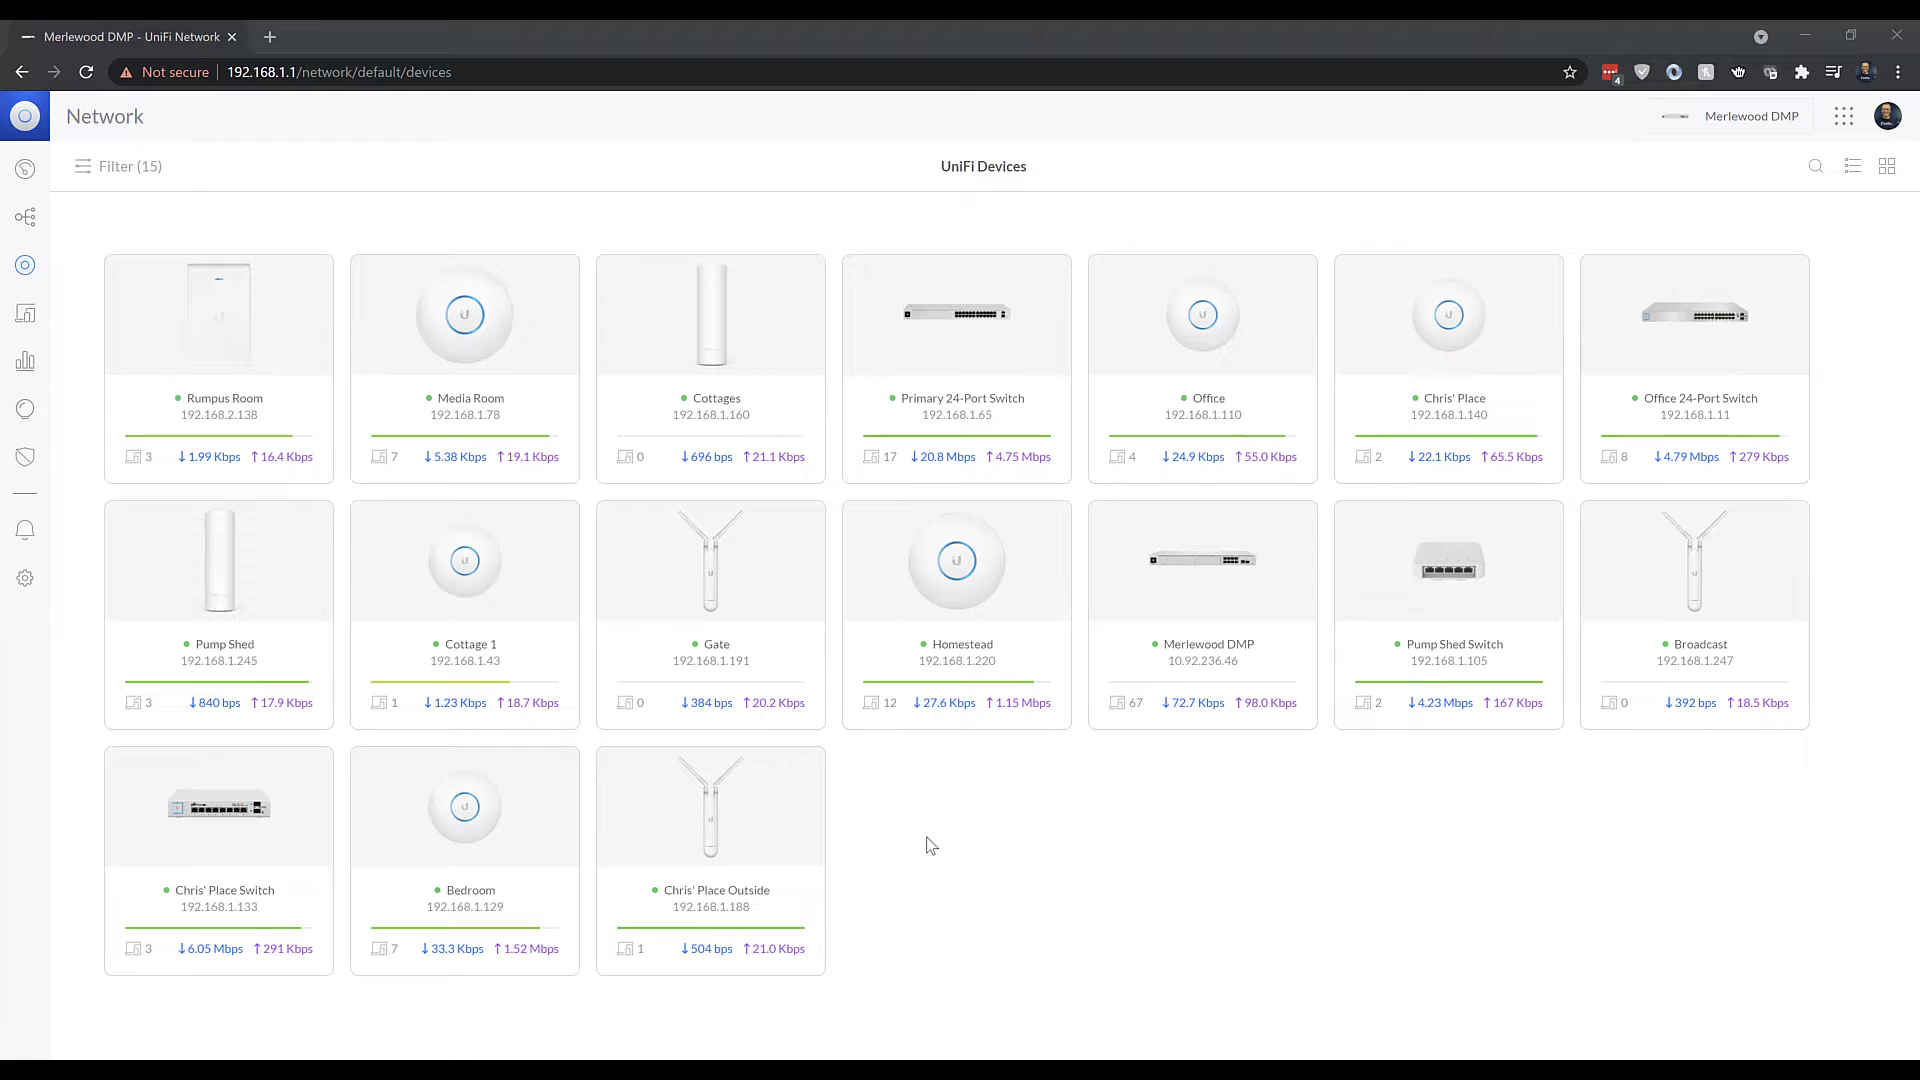 Merlewood DMP - UniFi Network
Not secure 192.168.1.1/network/default/devices
4
Network
Merlewood DMP
Filter (15)
UniFi Devices
Rumpus Room
192.168.2.138
3 ↓1.99 Kbps ↑16.4 Kbps
Media Room
192.168.1.78
7 ↓5.38 Kbps ↑19.1 Kbps
Cottages
192.168.1.160
0 ↓696 bps ↑21.1 Kbps
Primary 24-Port Switch
192.168.1.65
17 ↓20.8 Mbps ↑4.75 Mbps
Office
192.168.1.110
4 ↓24.9 Kbps ↑55.0 Kbps
Chris' Place
192.168.1.140
2 ↓22.1 Kbps ↑65.5 Kbps
Office 24-Port Switch
192.168.1.11
8 ↓4.79 Mbps ↑279 Kbps
Pump Shed
192.168.1.245
3 ↓840 bps ↑17.9 Kbps
Cottage 1
192.168.1.43
1 ↓1.23 Kbps ↑18.7 Kbps
Gate
192.168.1.191
0 ↓384 bps ↑20.2 Kbps
Homestead
192.168.1.220
12 ↓27.6 Kbps ↑1.15 Mbps
Merlewood DMP
10.92.236.46
67 ↓72.7 Kbps ↑98.0 Kbps
Pump Shed Switch
192.168.1.105
2 ↓4.23 Mbps ↑167 Kbps
Broadcast
192.168.1.247
0 ↓392 bps ↑18.5 Kbps
Chris' Place Switch
192.168.1.133
3 ↓6.05 Mbps ↑291 Kbps
Bedroom
192.168.1.129
7 ↓33.3 Kbps ↑1.52 Mbps
Chris' Place Outside
192.168.1.188
1 ↓504 bps ↑21.0 Kbps